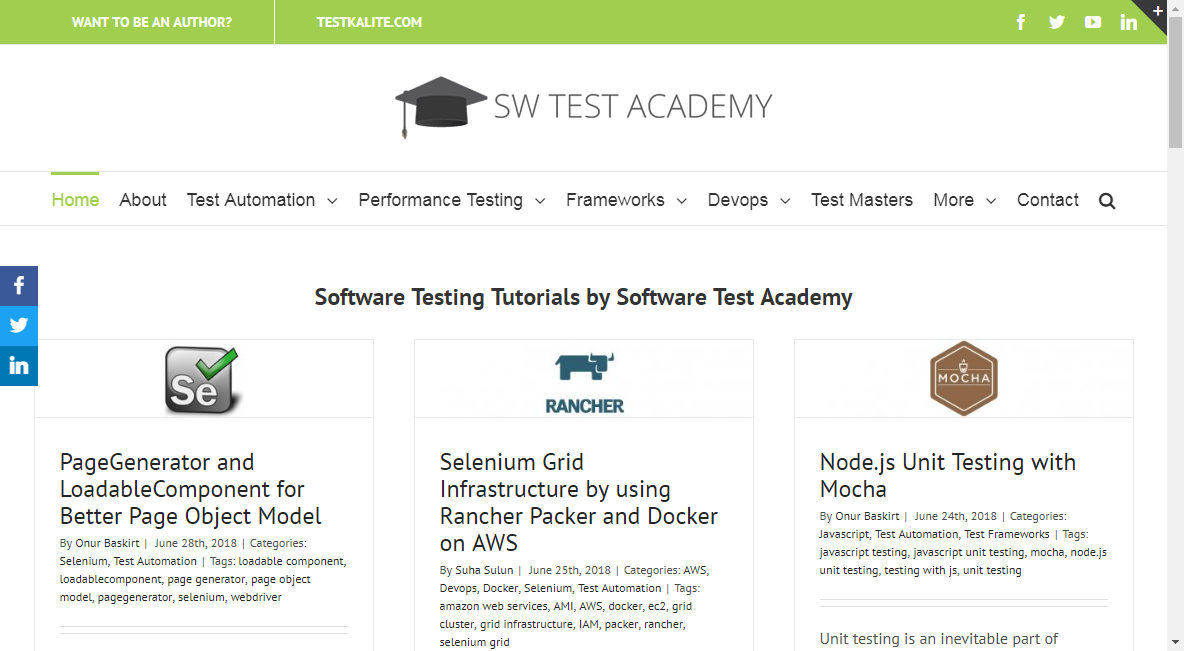 WANT TO BE AN AUTHOR?
TESTKALITE.COM
SW TEST ACADEMY
Home About Test Automation Performance Testing Frameworks Devops Test Masters More Contact
Software Testing Tutorials by Software Test Academy
Se
PageGenerator and
LoadableComponent for
Better Page Object Model
By Onur Baskirt | June 28th, 2018 | Categories:
Selenium, Test Automation | Tags: loadable component,
loadablecomponent, page generator, page object
model, pagegenerator, selenium, webdriver
RANCHER
Selenium Grid
Infrastructure by using
Rancher Packer and Docker
on AWS
By Suha Sulun | June 25th, 2018 | Categories: AWS,
Devops, Docker, Selenium, Test Automation | Tags:
amazon web services, AMI, AWS, docker, ec2, grid
cluster, grid infrastructure, IAM, packer, rancher,
selenium grid
MOCHA
Node.js Unit Testing with
Mocha
By Onur Baskirt | June 24th, 2018 | Categories:
Javascript, Test Automation, Test Frameworks | Tags:
javascript testing, javascript unit testing, mocha, node.js
unit testing, testing with js, unit testing
Unit testing is an inevitable part of